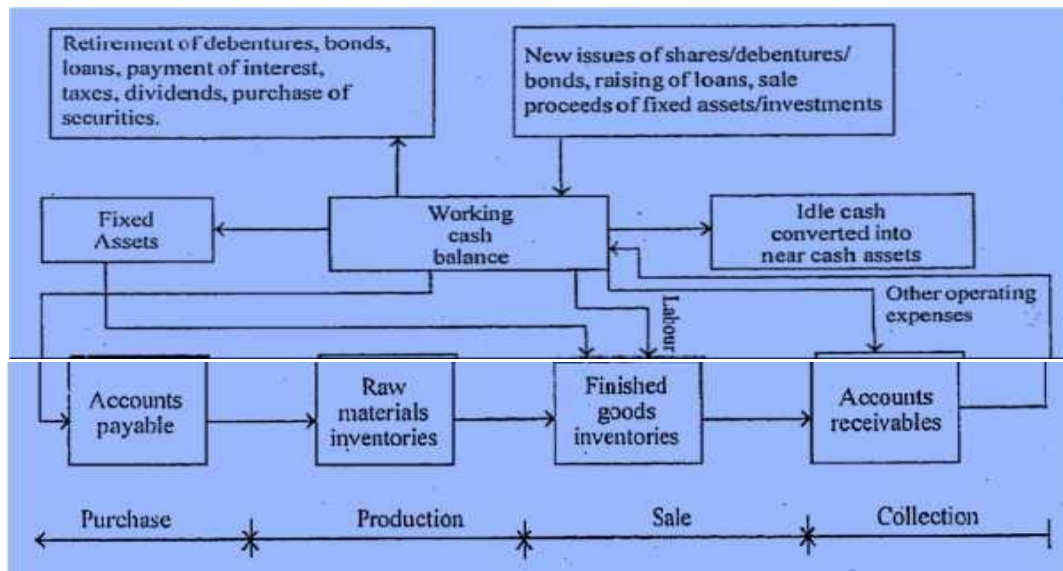 Retirement of debentures, bonds,
loans, payment of interest,
taxes, dividends, purchase of
securities.
New issues of shares/debentures/
bonds, raising of loans, sale
proceeds of fixed assets/investments
Fixed
Assets
Working
cash
balance
Idle cash
converted into
near cash assets
Labour
Other operating
expenses
Accounts
payable
Raw
materials
inventories
Finished
goods
inventories
Accounts
receivables
Purchase
Production
Sale
Collection